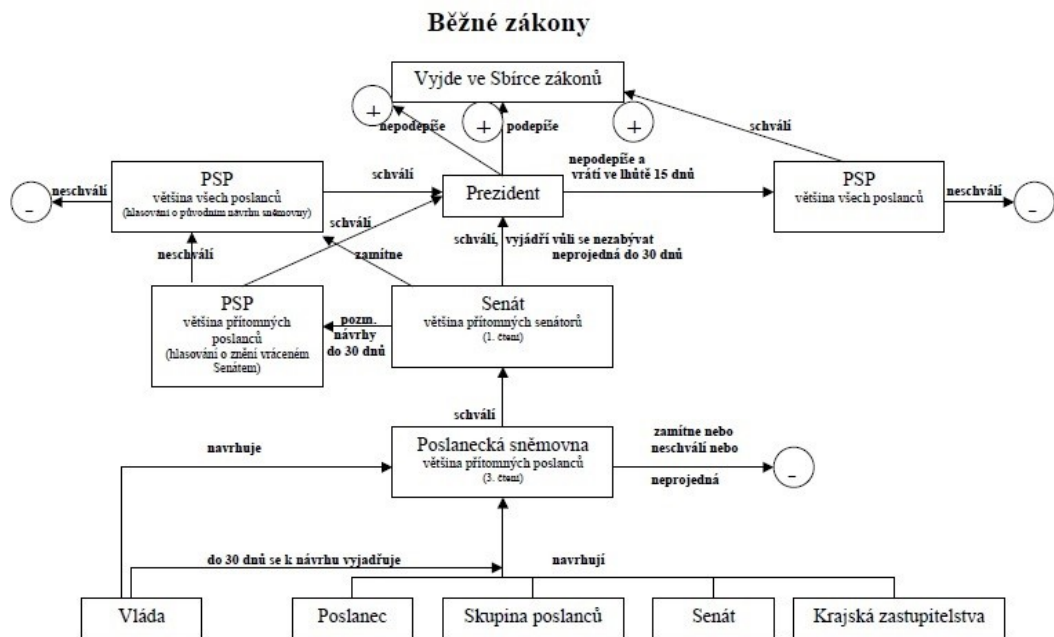 Běžné zákony
Vyjde ve Sbírce zákonů
+
+
+
nepodepíše
podepíše
schválí
neschválí
-
PSP
většina všech poslanců
(hlasování o původním návrhu sněmovny)
schválí
Prezident
nepodepíše a
vrátí ve lhůtě 15 dnů
PSP
většina všech poslanců
neschválí
-
schválí
neschválí
zamítne
schválí, vyjádří vůli se nezabývat
neprojedná do 30 dnů
PSP
většina přítomných
poslanců
(hlasování o znění vráceném
Senátem)
pozm.
návrhy
do 30 dnů
Senát
většina přítomných senátorů
(1. čtení)
schválí
navrhuje
Poslanecká sněmovna
většina přítomných poslanců
(3. čtení)
zamítne nebo
neschválí nebo
neprojedná
-
do 30 dnů se k návrhu vyjadřuje
navrhují
Vláda
Poslanec
Skupina poslanců
Senát
Krajská zastupitelstva